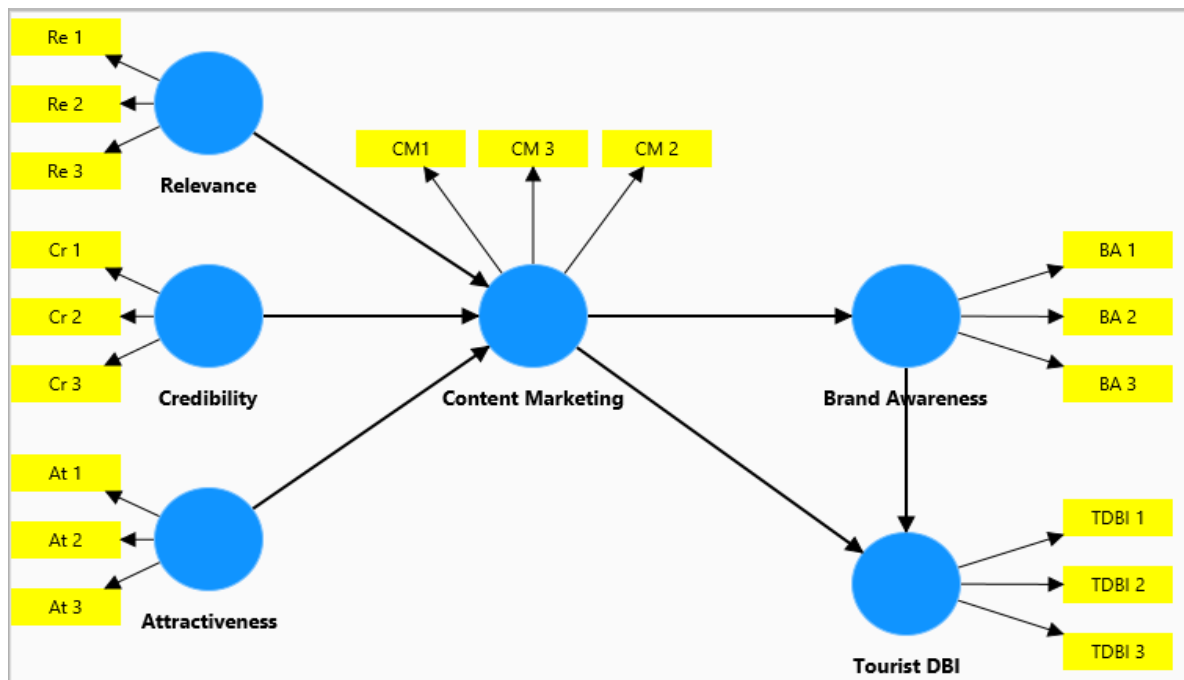 Re 1
Re 2
Re 3
Relevance
CM1
CM 3
CM 2
Cr 1
Cr 2
Cr 3
Credibility
Content Marketing
BA 1
BA 2
BA 3
Brand Awareness
At 1
At 2
At 3
Attractiveness
TDBI 1
TDBI 2
TDBI 3
Tourist DBI